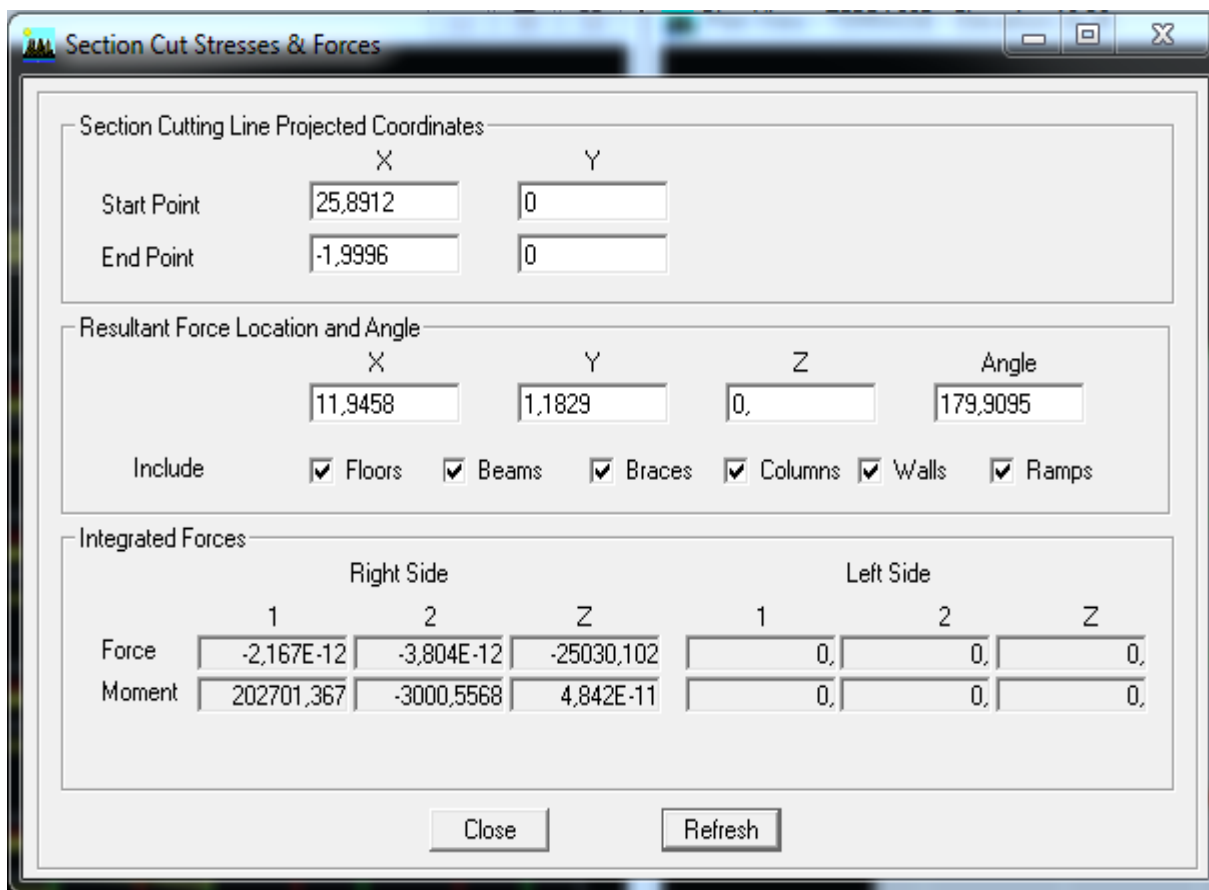 Section Cut Stresses & Forces
Section Cutting Line Projected Coordinates
X Y
Start Point 25,8912 0
End Point -1,9996 0
Resultant Force Location and Angle
X Y Z Angle
11,9458 1,1829 0, 179,9095
Include Floors Beams Braces Columns Walls Ramps
Integrated Forces
Right Side Left Side
1 2 Z 1 2 Z
Force -2,167E-12 -3,804E-12 -25030,102 0, 0, 0,
Moment 202701,367 -3000,5568 4,842E-11 0, 0, 0,
Close Refresh